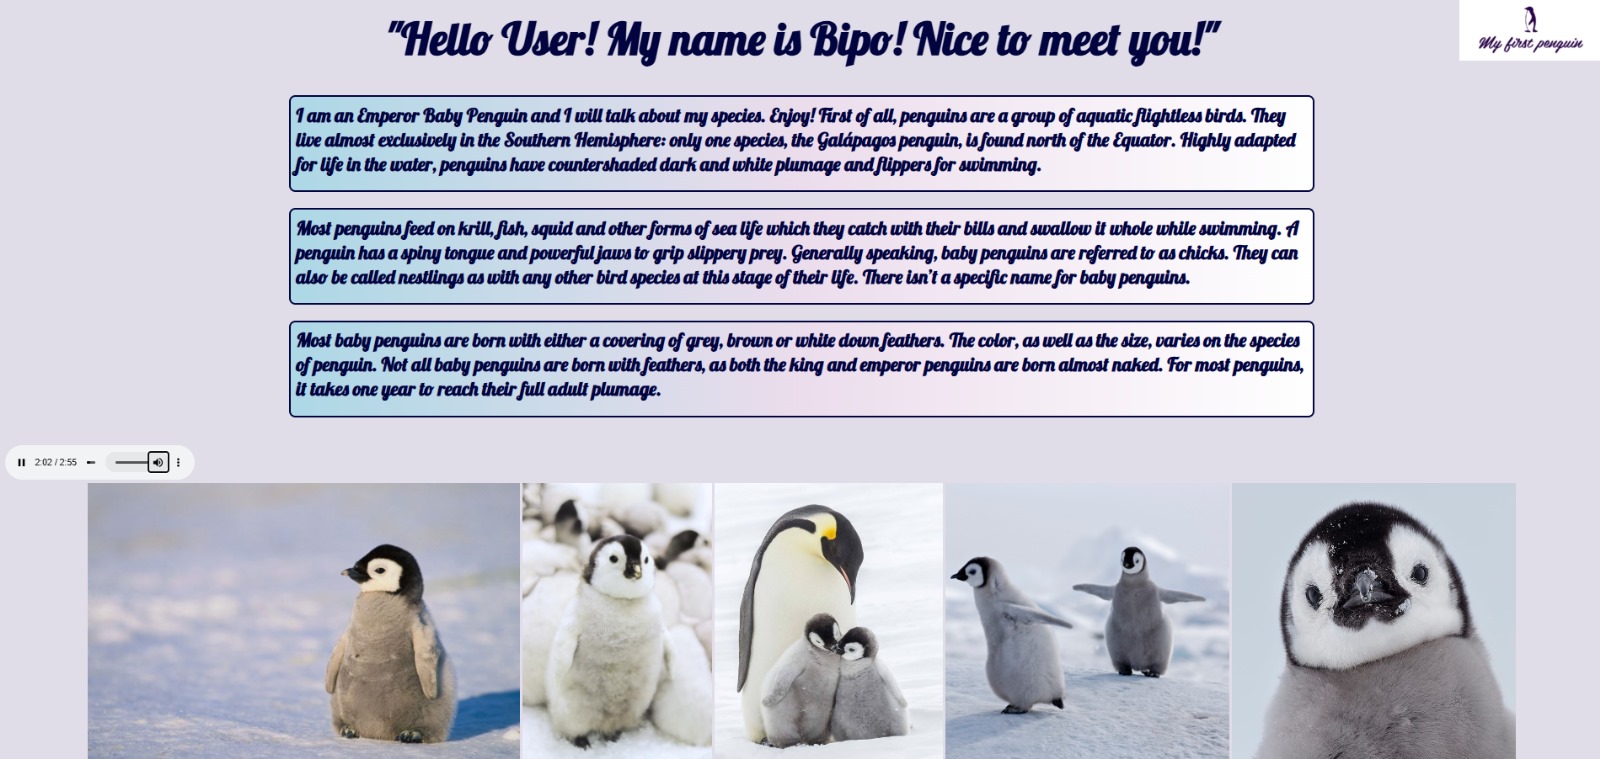 "Hello User! My name is Bipo! Nice to meet you!"
My first penguin
I am an Emperor Baby Penguin and I will talk about my species. Enjoy! First of all, penguins are a group of aquatic flightless birds. They
live almost exclusively in the Southern Hemisphere: only one species, the Galápagos penguin, is found north of the Equator. Highly adapted
for life in the water, penguins have countershaded dark and white plumage and flippers for swimming.
Most penguins feed on krill, fish, squid and other forms of sea life which they catch with their bills and swallow it whole while swimming. A
penguin has a spiny tongue and powerful jaws to grip slippery prey. Generally speaking, baby penguins are referred to as chicks. They can
also be called nestlings as with any other bird species at this stage of their life. There isn't a specific name for baby penguins.
Most baby penguins are born with either a covering of grey, brown or white down feathers. The color, as well as the size, varies on the species
of penguin. Not all baby penguins are born with feathers, as both the king and emperor penguins are born almost naked. For most penguins,
it takes one year to reach their full adult plumage.
2:02 / 2:55